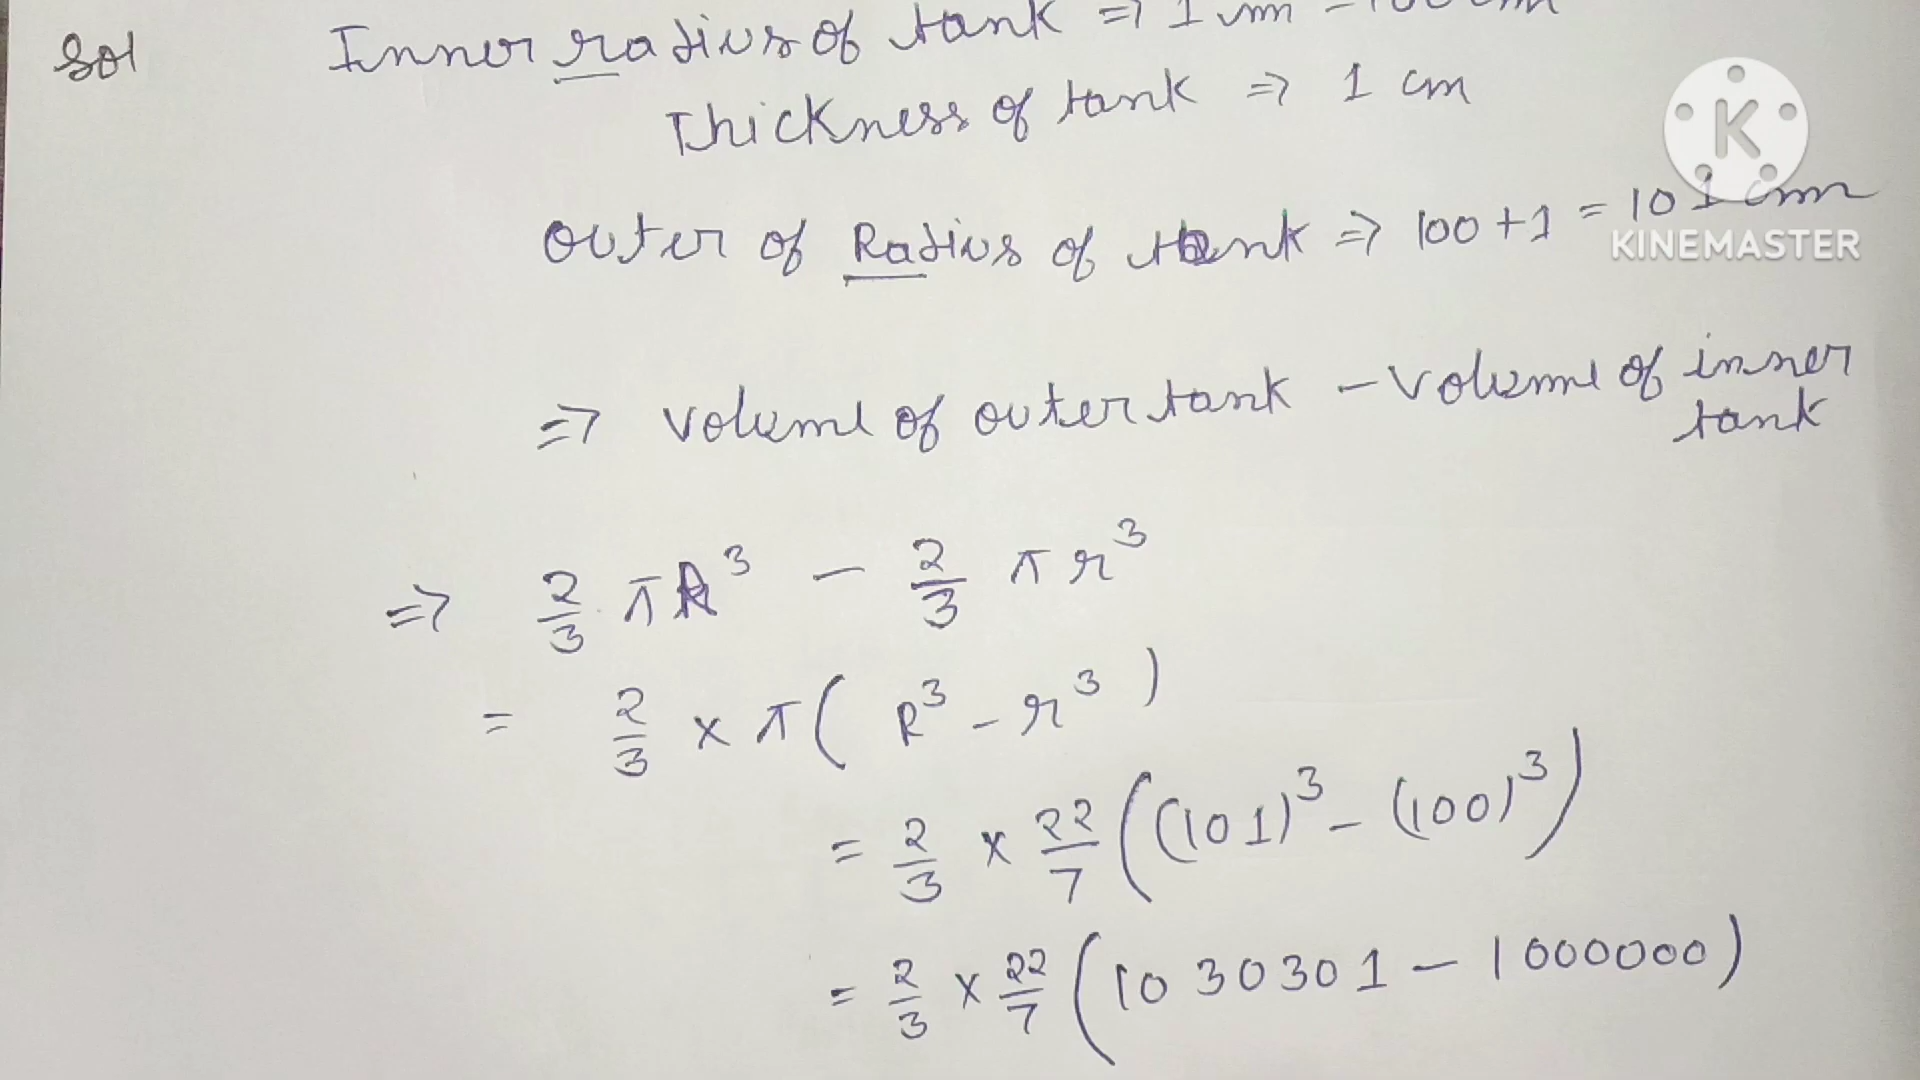 Sol Inner radius of tank ⇒ 1 m = 100 cm
Thickness of tank ⇒ 1 cm
K
outer of Radius of tank ⇒ 100 + 1 = 101 cm
KINEMASTER
⇒ volume of outer tank - volume of inner
tank
⇒ 2/3 πR³ - 2/3 πr³
= 2/3 × π( R³ - r³ )
= 2/3 × 22/7 ((101)³ - (100)³)
= 2/3 × 22/7 (1030301 - 1000000)